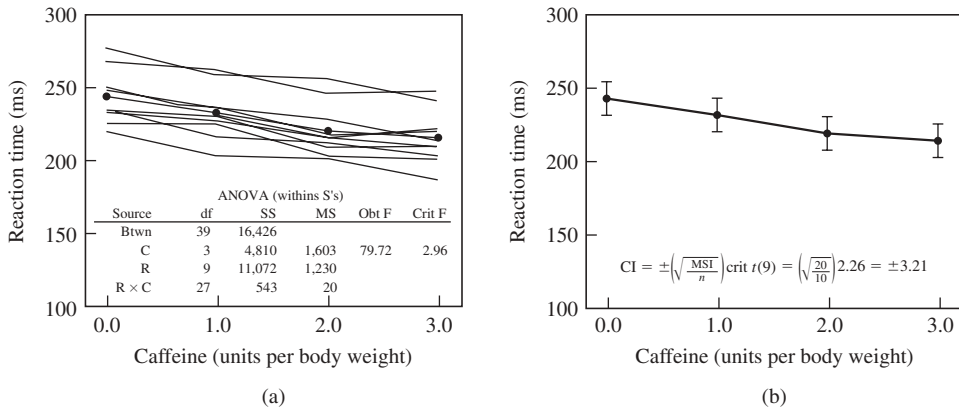 300
250
200
150
100
Reaction time (ms)
ANOVA (withins S's)
Source df SS MS Obt F Crit F
Btwn 39 16,426
C 3 4,810 1,603 79.72 2.96
R 9 11,072 1,230
R × C 27 543 20
0.0 1.0 2.0 3.0
Caffeine (units per body weight)
(a)
300
250
200
150
100
Reaction time (ms)
CI = ±(√(MSI/n)) crit t(9) = (√(20/10)) 2.26 = ±3.21
0.0 1.0 2.0 3.0
Caffeine (units per body weight)
(b)